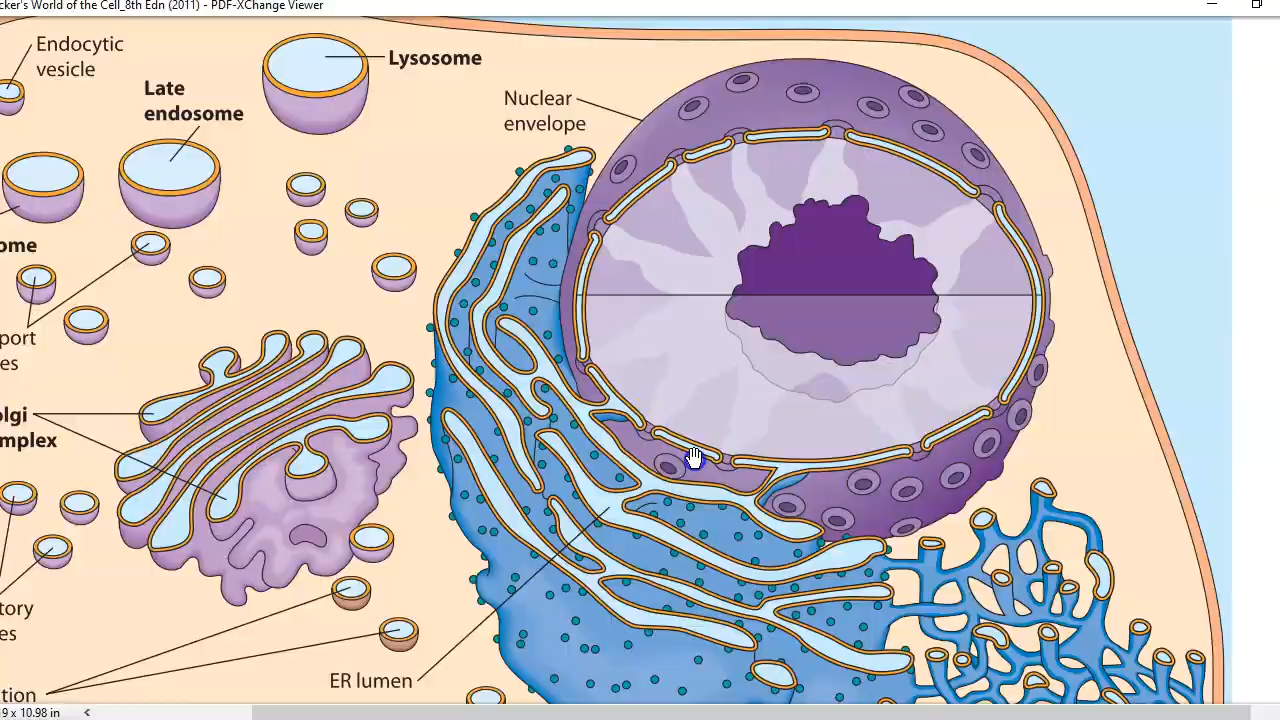 cker's World of the Cell_8th Edn (2011) - PDF-XChange Viewer
Endocytic
vesicle
Late
endosome
Lysosome
Nuclear
envelope
ome
port
es
olgi
mplex
tory
es
ER lumen
tion
9 x 10.98 in